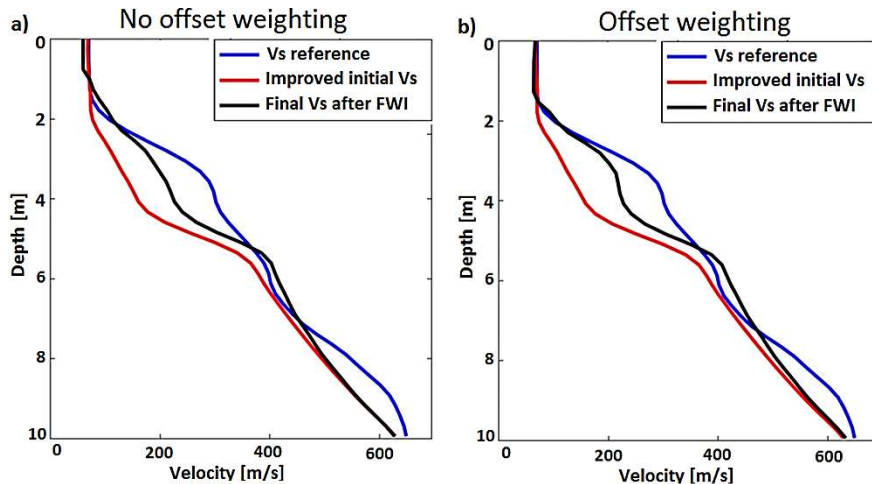 a)
No offset weighting
Vs reference
Improved initial Vs
Final Vs after FWI
0
2
4
6
8
10
Depth [m]
0 200 400 600
Velocity [m/s]
b)
Offset weighting
Vs reference
Improved initial Vs
Final Vs after FWI
0
2
4
6
8
10
Depth [m]
0 200 400 600
Velocity [m/s]